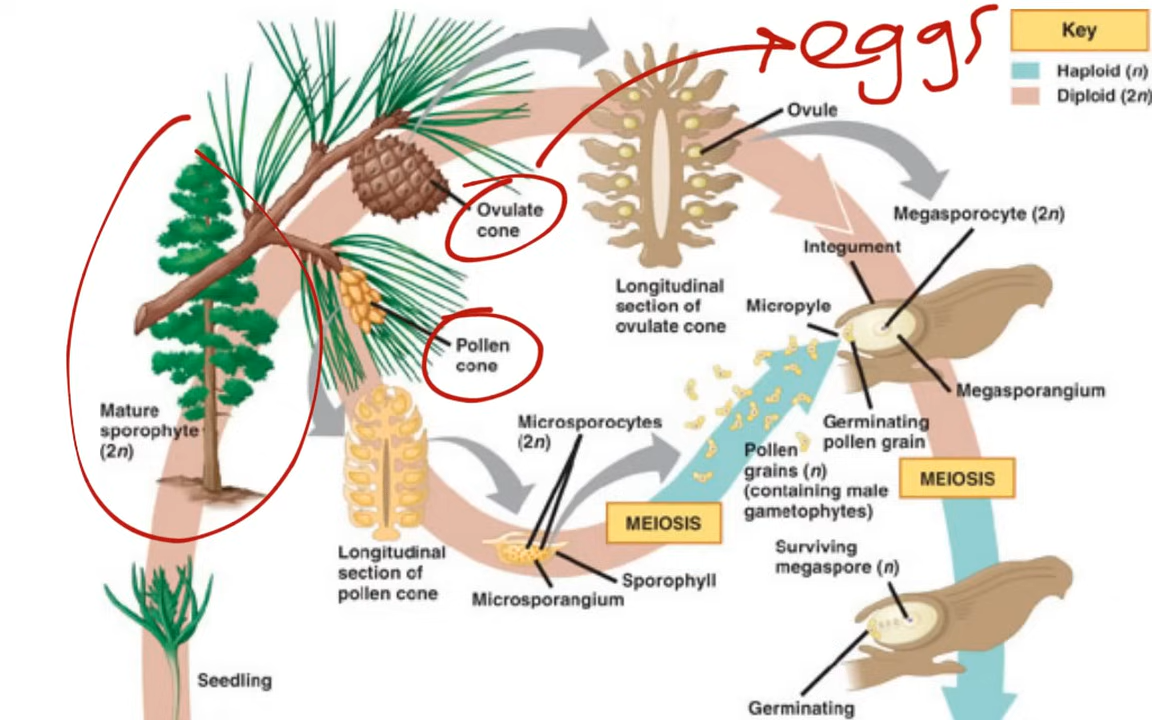 eggs
Key
Haploid (n)
Diploid (2n)
Ovule
Ovulate
cone
Megasporocyte (2n)
Integument
Longitudinal
section of
ovulate cone
Micropyle
Pollen
cone
Megasporangium
Mature
sporophyte
(2n)
Microsporocytes
(2n)
Germinating
pollen grain
Pollen
grains (n)
(containing male
gametophytes)
MEIOSIS
MEIOSIS
Longitudinal
section of
pollen cone
Surviving
megaspore (n)
Sporophyll
Microsporangium
Seedling
Germinating